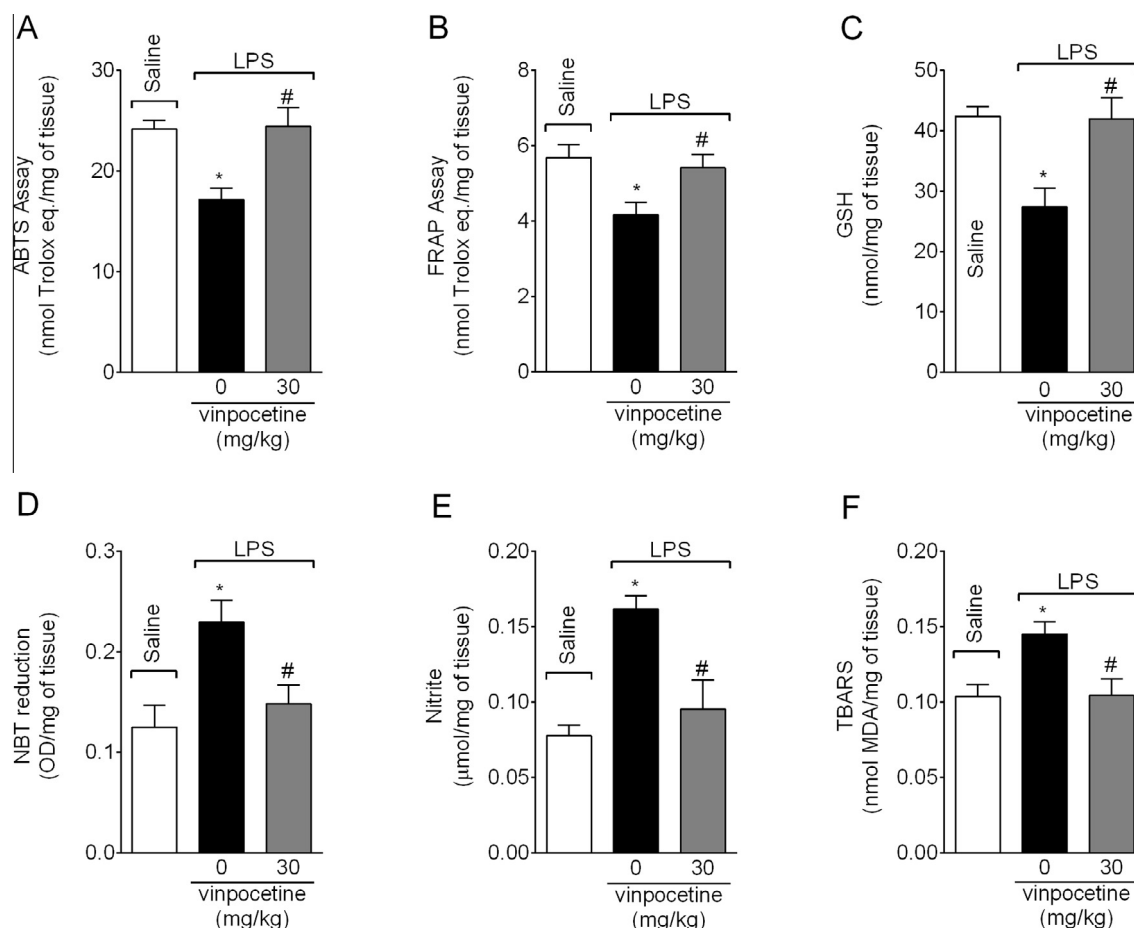 A
Saline
LPS
#
*
30
20
10
0
ABTS Assay
(nmol Trolox eq./mg of tissue)
0 30
vinpocetine
(mg/kg)
B
Saline
LPS
#
*
8
6
4
2
0
FRAP Assay
(nmol Trolox eq./mg of tissue)
0 30
vinpocetine
(mg/kg)
C
LPS
#
*
50
40
30
20
10
0
GSH
(nmol/mg of tissue)
Saline
0 30
vinpocetine
(mg/kg)
D
LPS
Saline
*
#
0.3
0.2
0.1
0.0
NBT reduction
(OD/mg of tissue)
0 30
vinpocetine
(mg/kg)
E
LPS
Saline
*
#
0.20
0.15
0.10
0.05
0.00
Nitrite
(μmol/mg of tissue)
0 30
vinpocetine
(mg/kg)
F
LPS
Saline
*
#
0.20
0.15
0.10
0.05
0.00
TBARS
(nmol MDA/mg of tissue)
0 30
vinpocetine
(mg/kg)